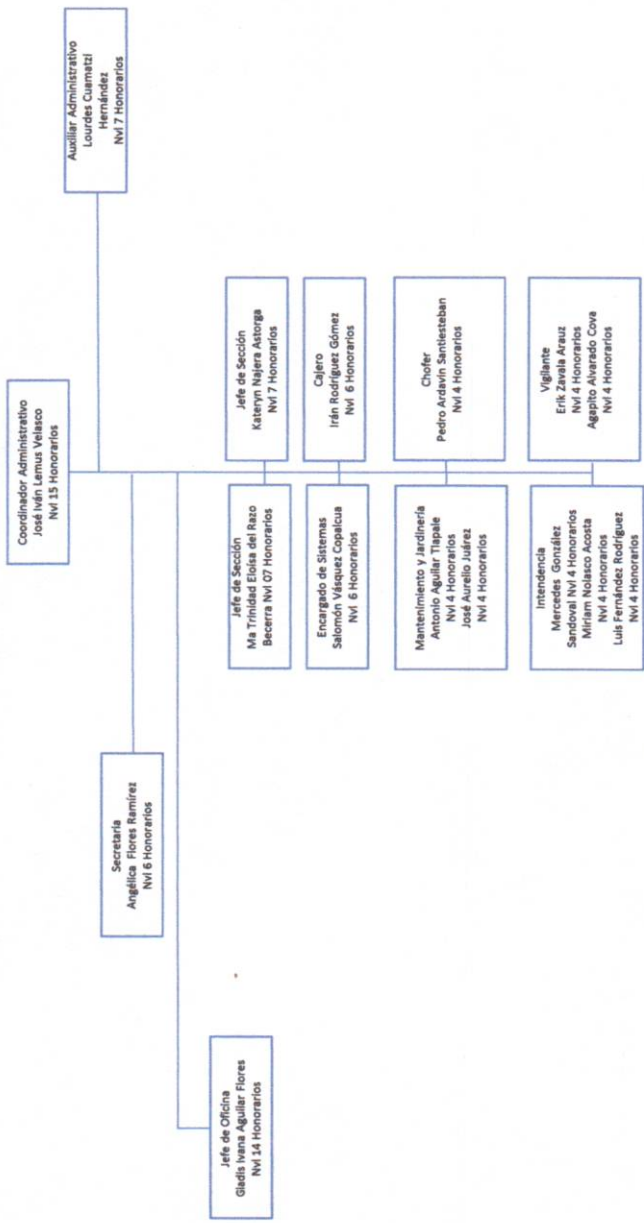 Coordinador Administrativo
José Iván Lemus Velasco
Nvl 15 Honorarios
Auxiliar Administrativo
Lourdes Cuamatzi
Hernández
Nvl 7 Honorarios
Secretaria
Angélica Flores Ramírez
Nvl 6 Honorarios
Jefe de Oficina
Gladis Ivana Aguilar Flores
Nvl 14 Honorarios
Jefe de Sección
Ma Trinidad Eloísa del Razo
Becerra Nvl 07 Honorarios
Jefe de Sección
Kateryn Najera Astorga
Nvl 7 Honorarios
Encargado de Sistemas
Salomón Vásquez Copalcua
Nvl 6 Honorarios
Cajero
Irán Rodríguez Gómez
Nvl 6 Honorarios
Mantenimiento y Jardinería
Antonio Aguilar Tlapale
Nvl 4 Honorarios
José Aurelio Juárez
Nvl 4 Honorarios
Chofer
Pedro Ardavin Santiesteban
Nvl 4 Honorarios
Intendencia
Mercedes González
Sandoval Nvl 4 Honorarios
Miriam Nolasco Acosta
Nvl 4 Honorarios
Luis Fernández Rodríguez
Nvl 4 Honorarios
Vigilante
Erik Zavala Arauz
Nvl 4 Honorarios
Agapito Alvarado Cova
Nvl 4 Honorarios